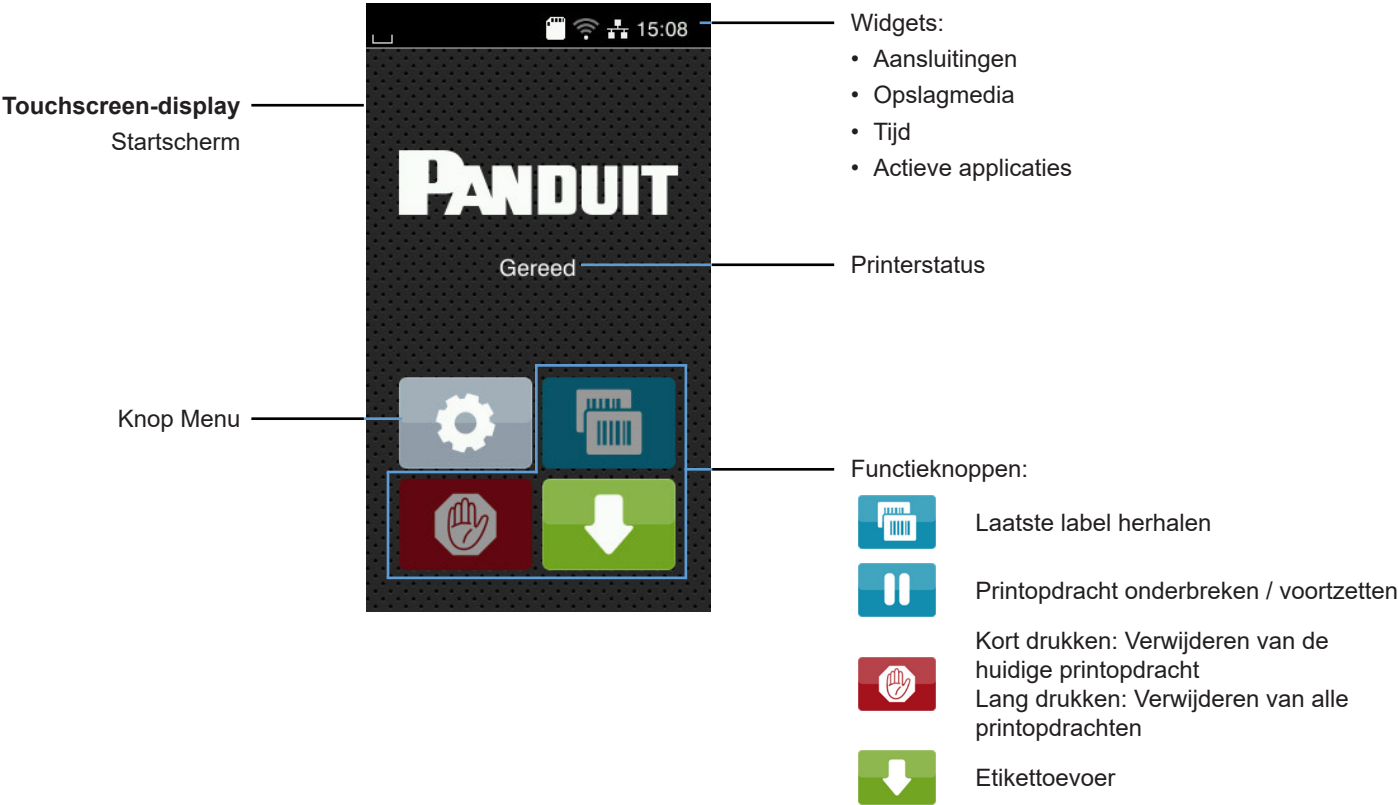 15:08
Touchscreen-display
Startscherm
PANDUIT
Gereed
Knop Menu
Widgets:
• Aansluitingen
• Opslagmedia
• Tijd
• Actieve applicaties
Printerstatus
Functieknoppen:
Laatste label herhalen
Printopdracht onderbreken / voortzetten
Kort drukken: Verwijderen van de
huidige printopdracht
Lang drukken: Verwijderen van alle
printopdrachten
Etikettoevoer